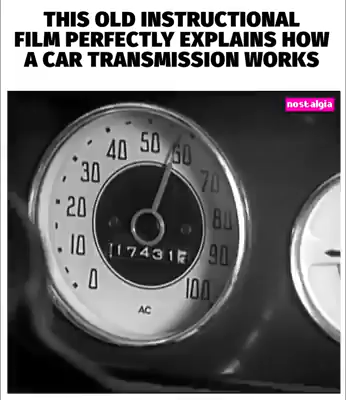 THIS OLD INSTRUCTIONAL
FILM PERFECTLY EXPLAINS HOW
A CAR TRANSMISSION WORKS
nostalgia
0
10
20
30
40
50
60
70
80
90
100
AC